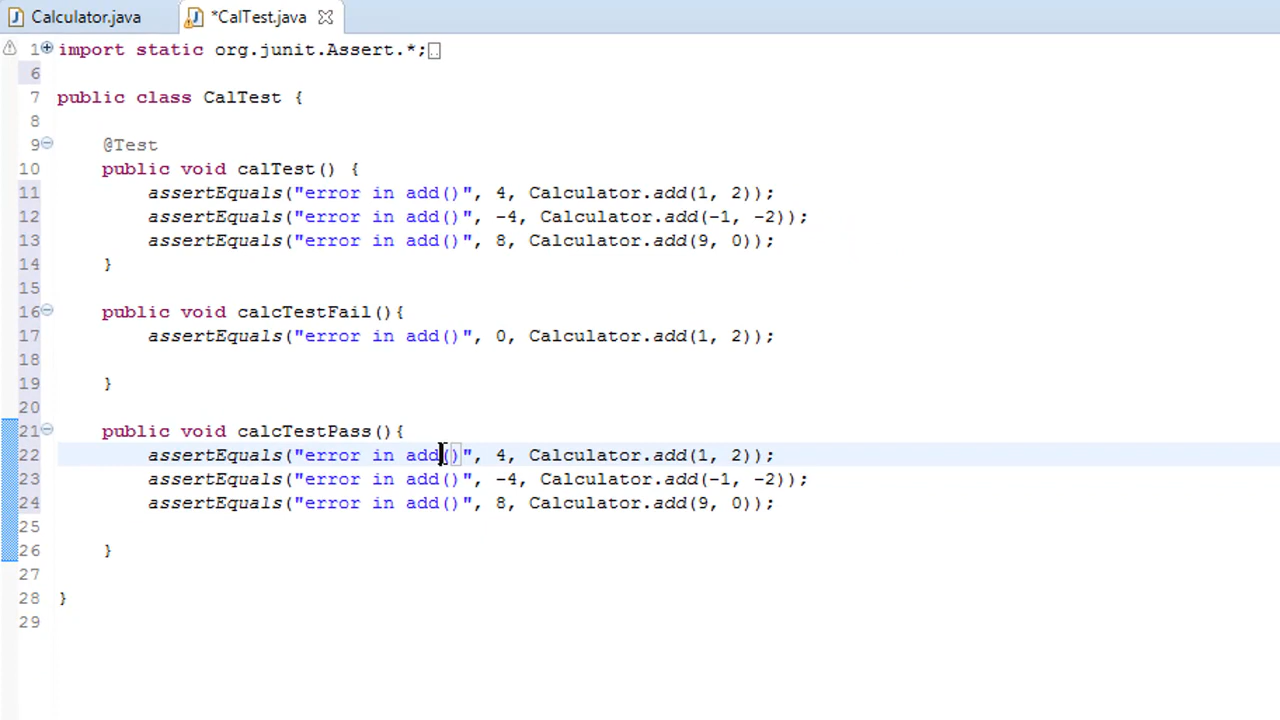 Calculator.java *CalTest.java
1 import static org.junit.Assert.*;
6
7 public class CalTest {
8
9 @Test
10 public void calTest() {
11 assertEquals("error in add()", 4, Calculator.add(1, 2));
12 assertEquals("error in add()", -4, Calculator.add(-1, -2));
13 assertEquals("error in add()", 8, Calculator.add(9, 0));
14 }
15
16 public void calcTestFail(){
17 assertEquals("error in add()", 0, Calculator.add(1, 2));
18
19 }
20
21 public void calcTestPass(){
22 assertEquals("error in add()", 4, Calculator.add(1, 2));
23 assertEquals("error in add()", -4, Calculator.add(-1, -2));
24 assertEquals("error in add()", 8, Calculator.add(9, 0));
25
26 }
27
28 }
29